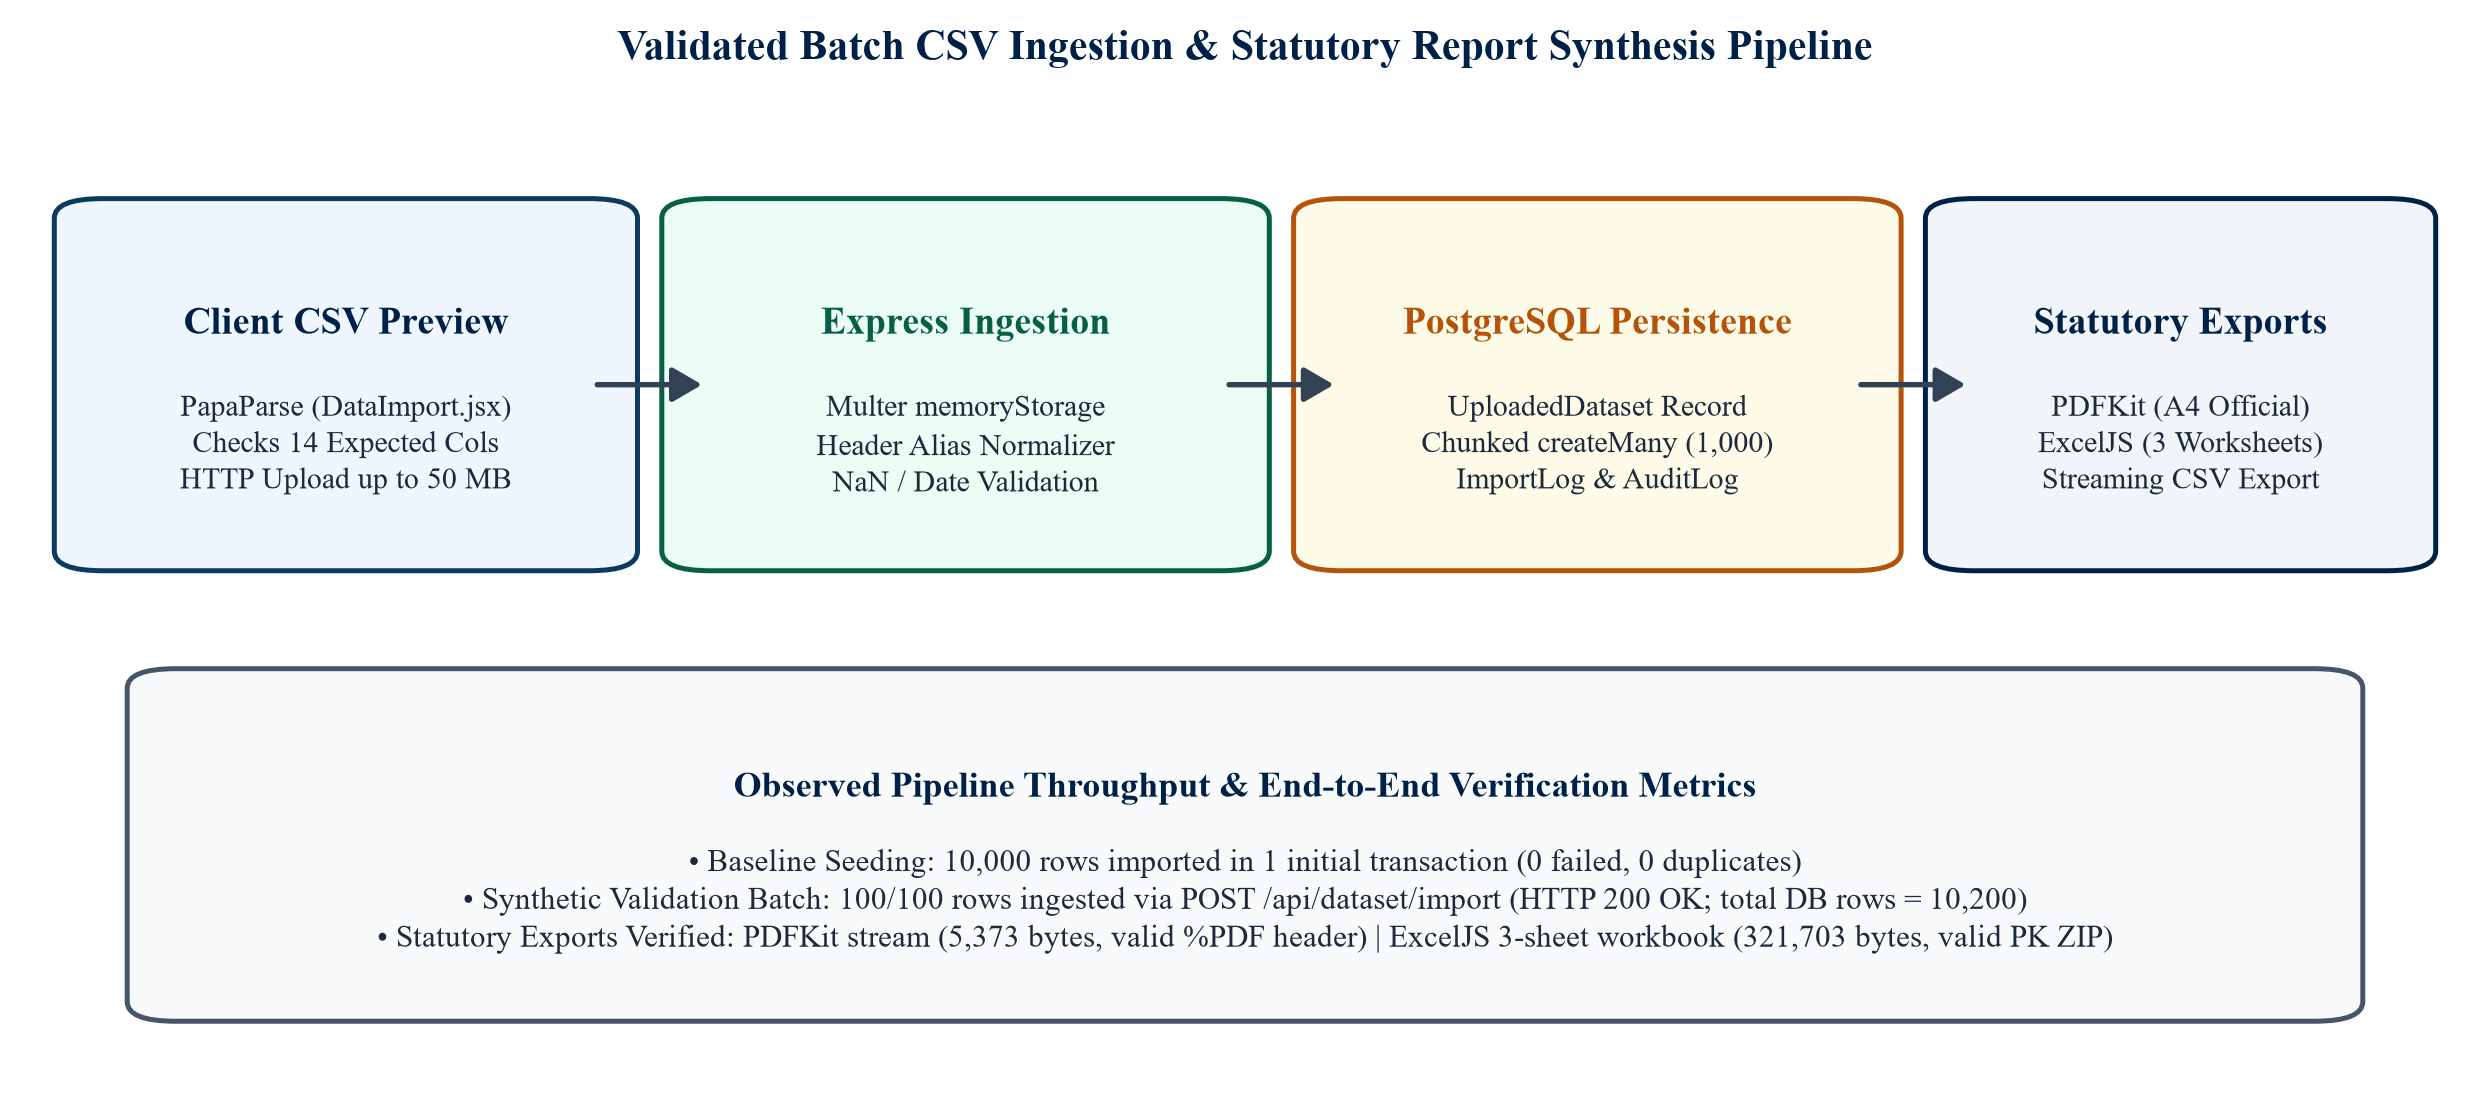 Validated Batch CSV Ingestion & Statutory Report Synthesis Pipeline
Client CSV Preview
PapaParse (DataImport.jsx)
Checks 14 Expected Cols
HTTP Upload up to 50 MB
Express Ingestion
Multer memoryStorage
Header Alias Normalizer
NaN / Date Validation
PostgreSQL Persistence
UploadedDataset Record
Chunked createMany (1,000)
ImportLog & AuditLog
Statutory Exports
PDFKit (A4 Official)
ExcelJS (3 Worksheets)
Streaming CSV Export
Observed Pipeline Throughput & End-to-End Verification Metrics
• Baseline Seeding: 10,000 rows imported in 1 initial transaction (0 failed, 0 duplicates)
• Synthetic Validation Batch: 100/100 rows ingested via POST /api/dataset/import (HTTP 200 OK; total DB rows = 10,200)
• Statutory Exports Verified: PDFKit stream (5,373 bytes, valid %PDF header) | ExcelJS 3-sheet workbook (321,703 bytes, valid PK ZIP)